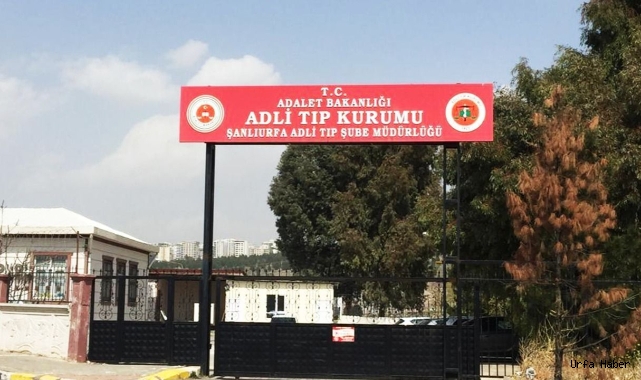 T.C.
ADALET BAKANLIĞI
ADLİ TIP KURUMU
ŞANLIURFA ADLİ TIP ŞUBE MÜDÜRLÜĞÜ
Urfa Haber